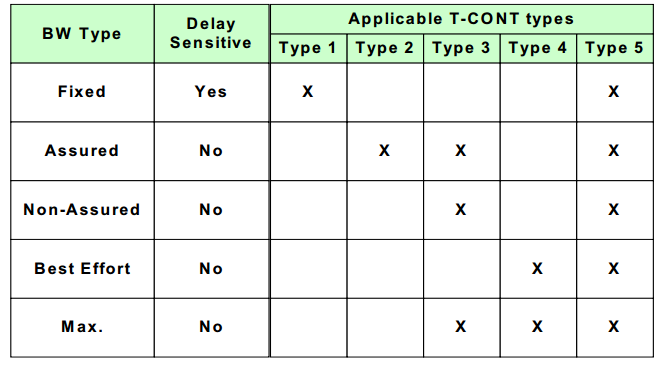 BW Type Delay Sensitive Applicable T-CONT types
Type 1 Type 2 Type 3 Type 4 Type 5
Fixed Yes X X
Assured No X X X
Non-Assured No X X
Best Effort No X X
Max. No X X X